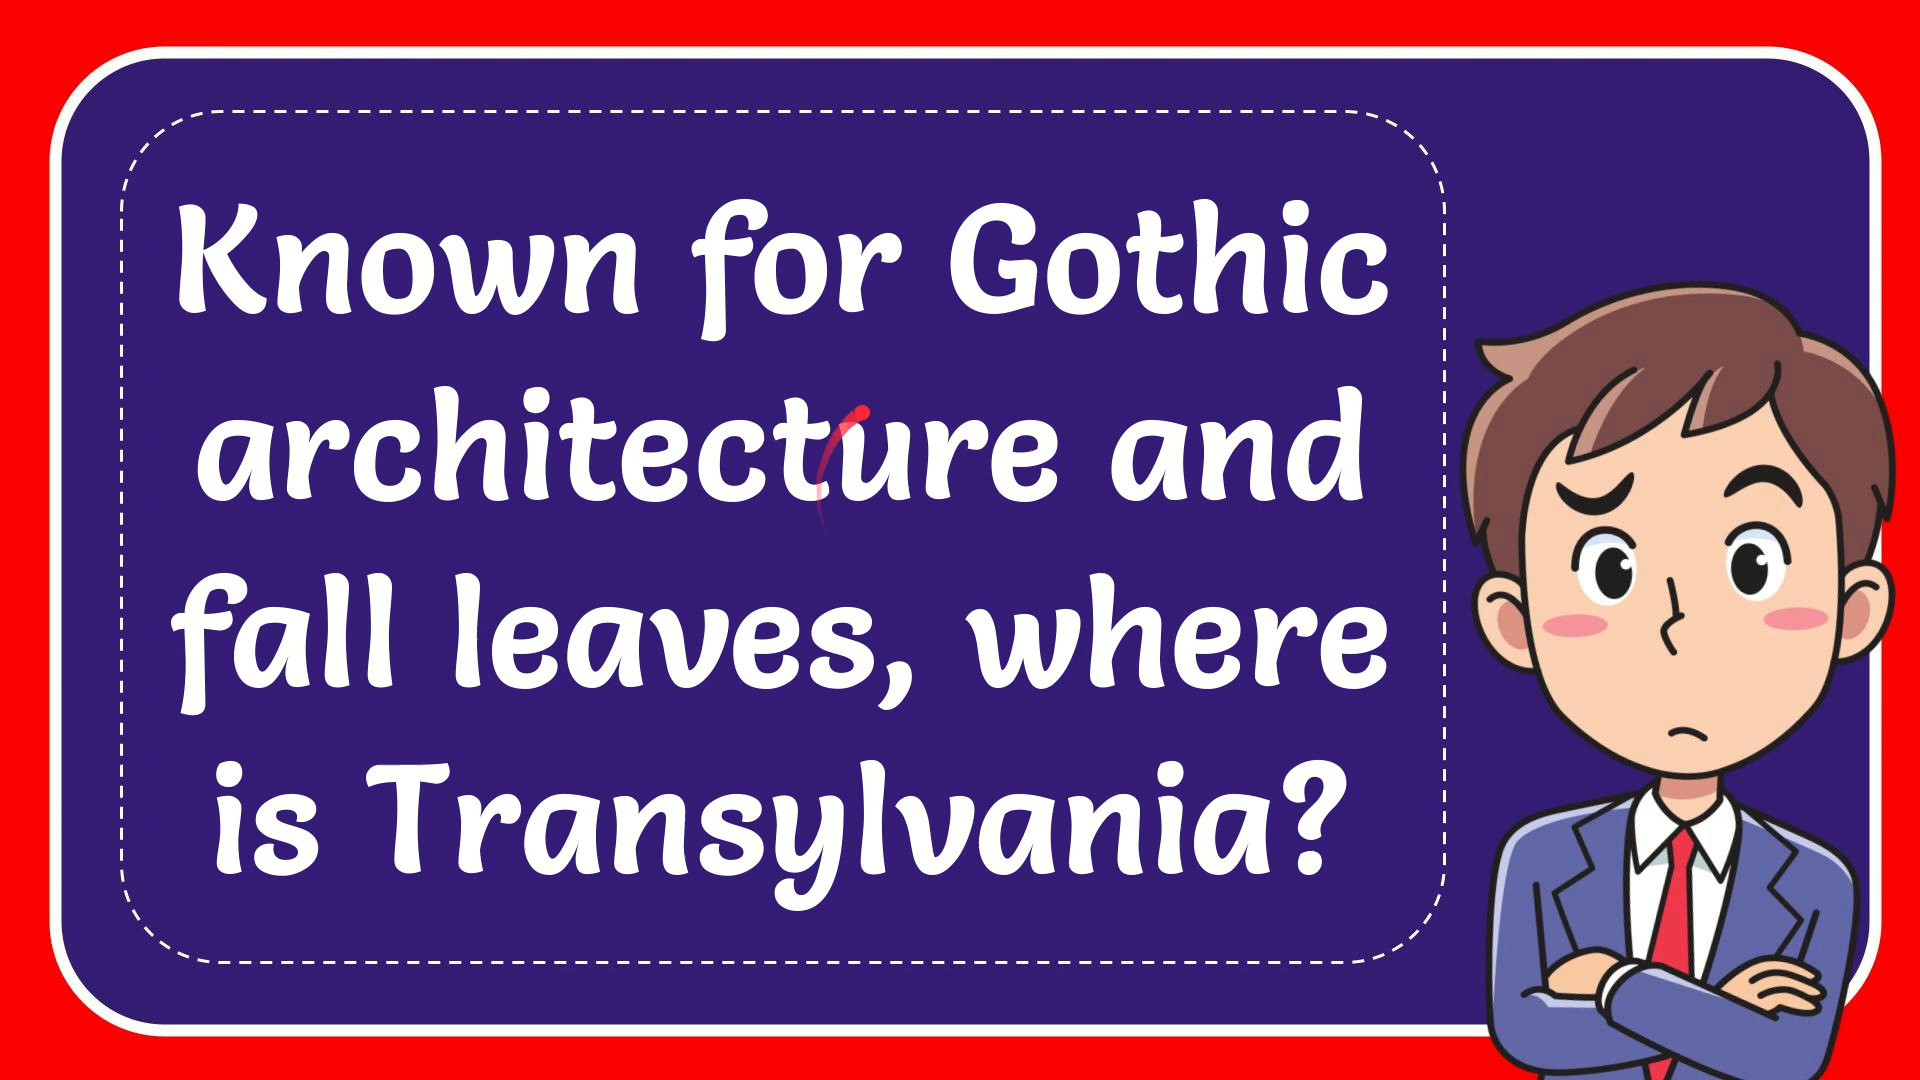 Known for Gothic
architecture and
fall leaves, where
is Transylvania?